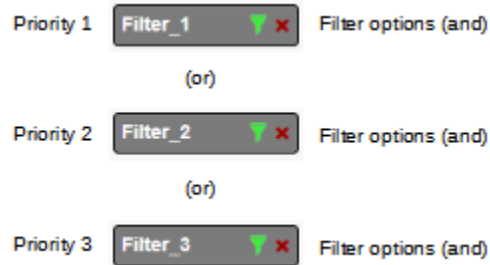 Priority 1 Filter_1 Filter options (and)
(or)
Priority 2 Filter_2 Filter options (and)
(or)
Priority 3 Filter_3 Filter options (and)